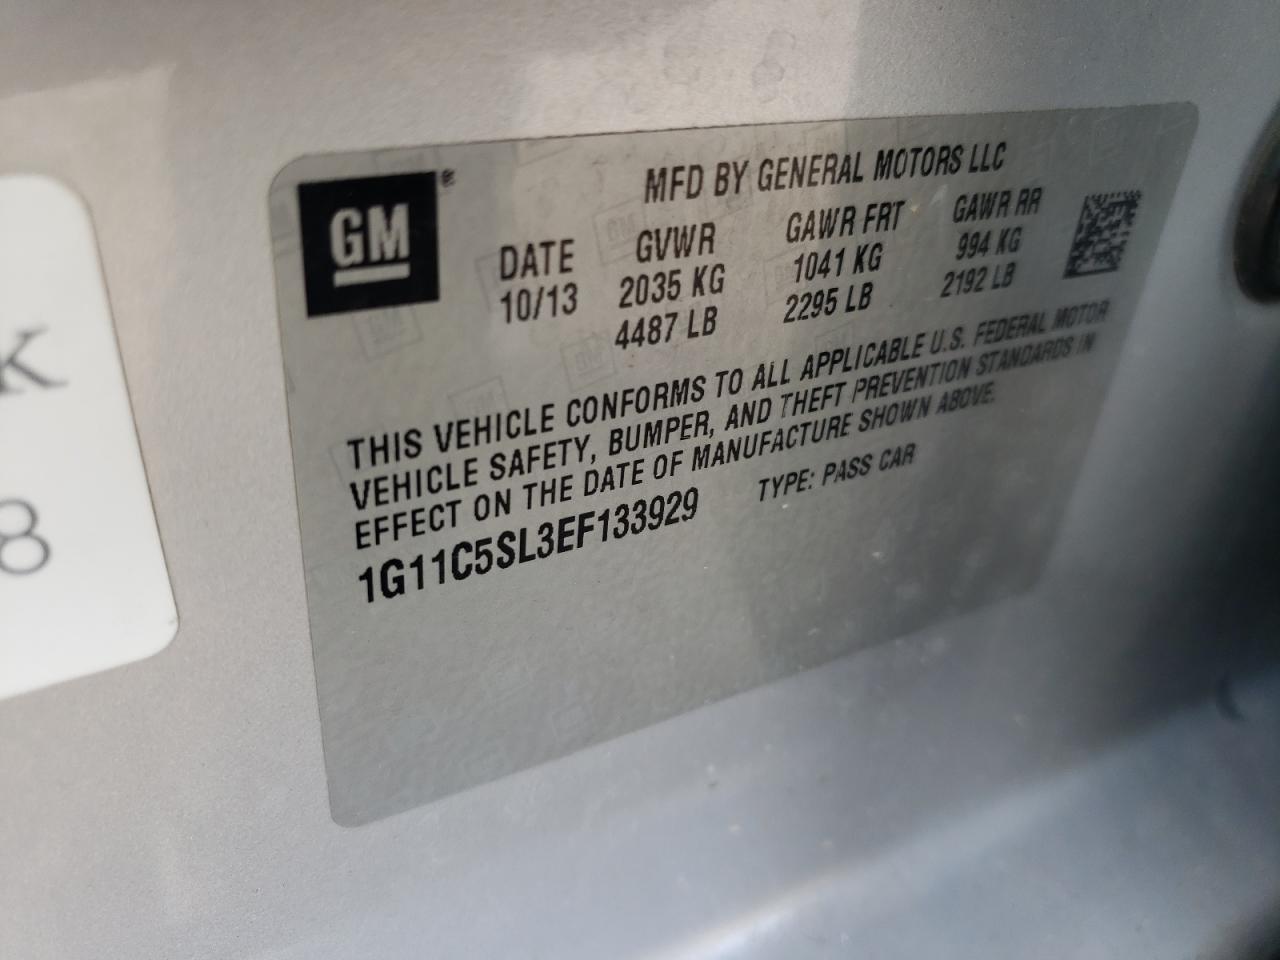 GM®
MFD BY GENERAL MOTORS LLC
DATE GVWR GAWR FRT GAWR RR
10/13 2035 KG 1041 KG 994 KG
4487 LB 2295 LB 2192 LB
THIS VEHICLE CONFORMS TO ALL APPLICABLE U.S. FEDERAL MOTOR
VEHICLE SAFETY, BUMPER, AND THEFT PREVENTION STANDARDS IN
EFFECT ON THE DATE OF MANUFACTURE SHOWN ABOVE.
1G11C5SL3EF133929 TYPE: PASS CAR
K
8